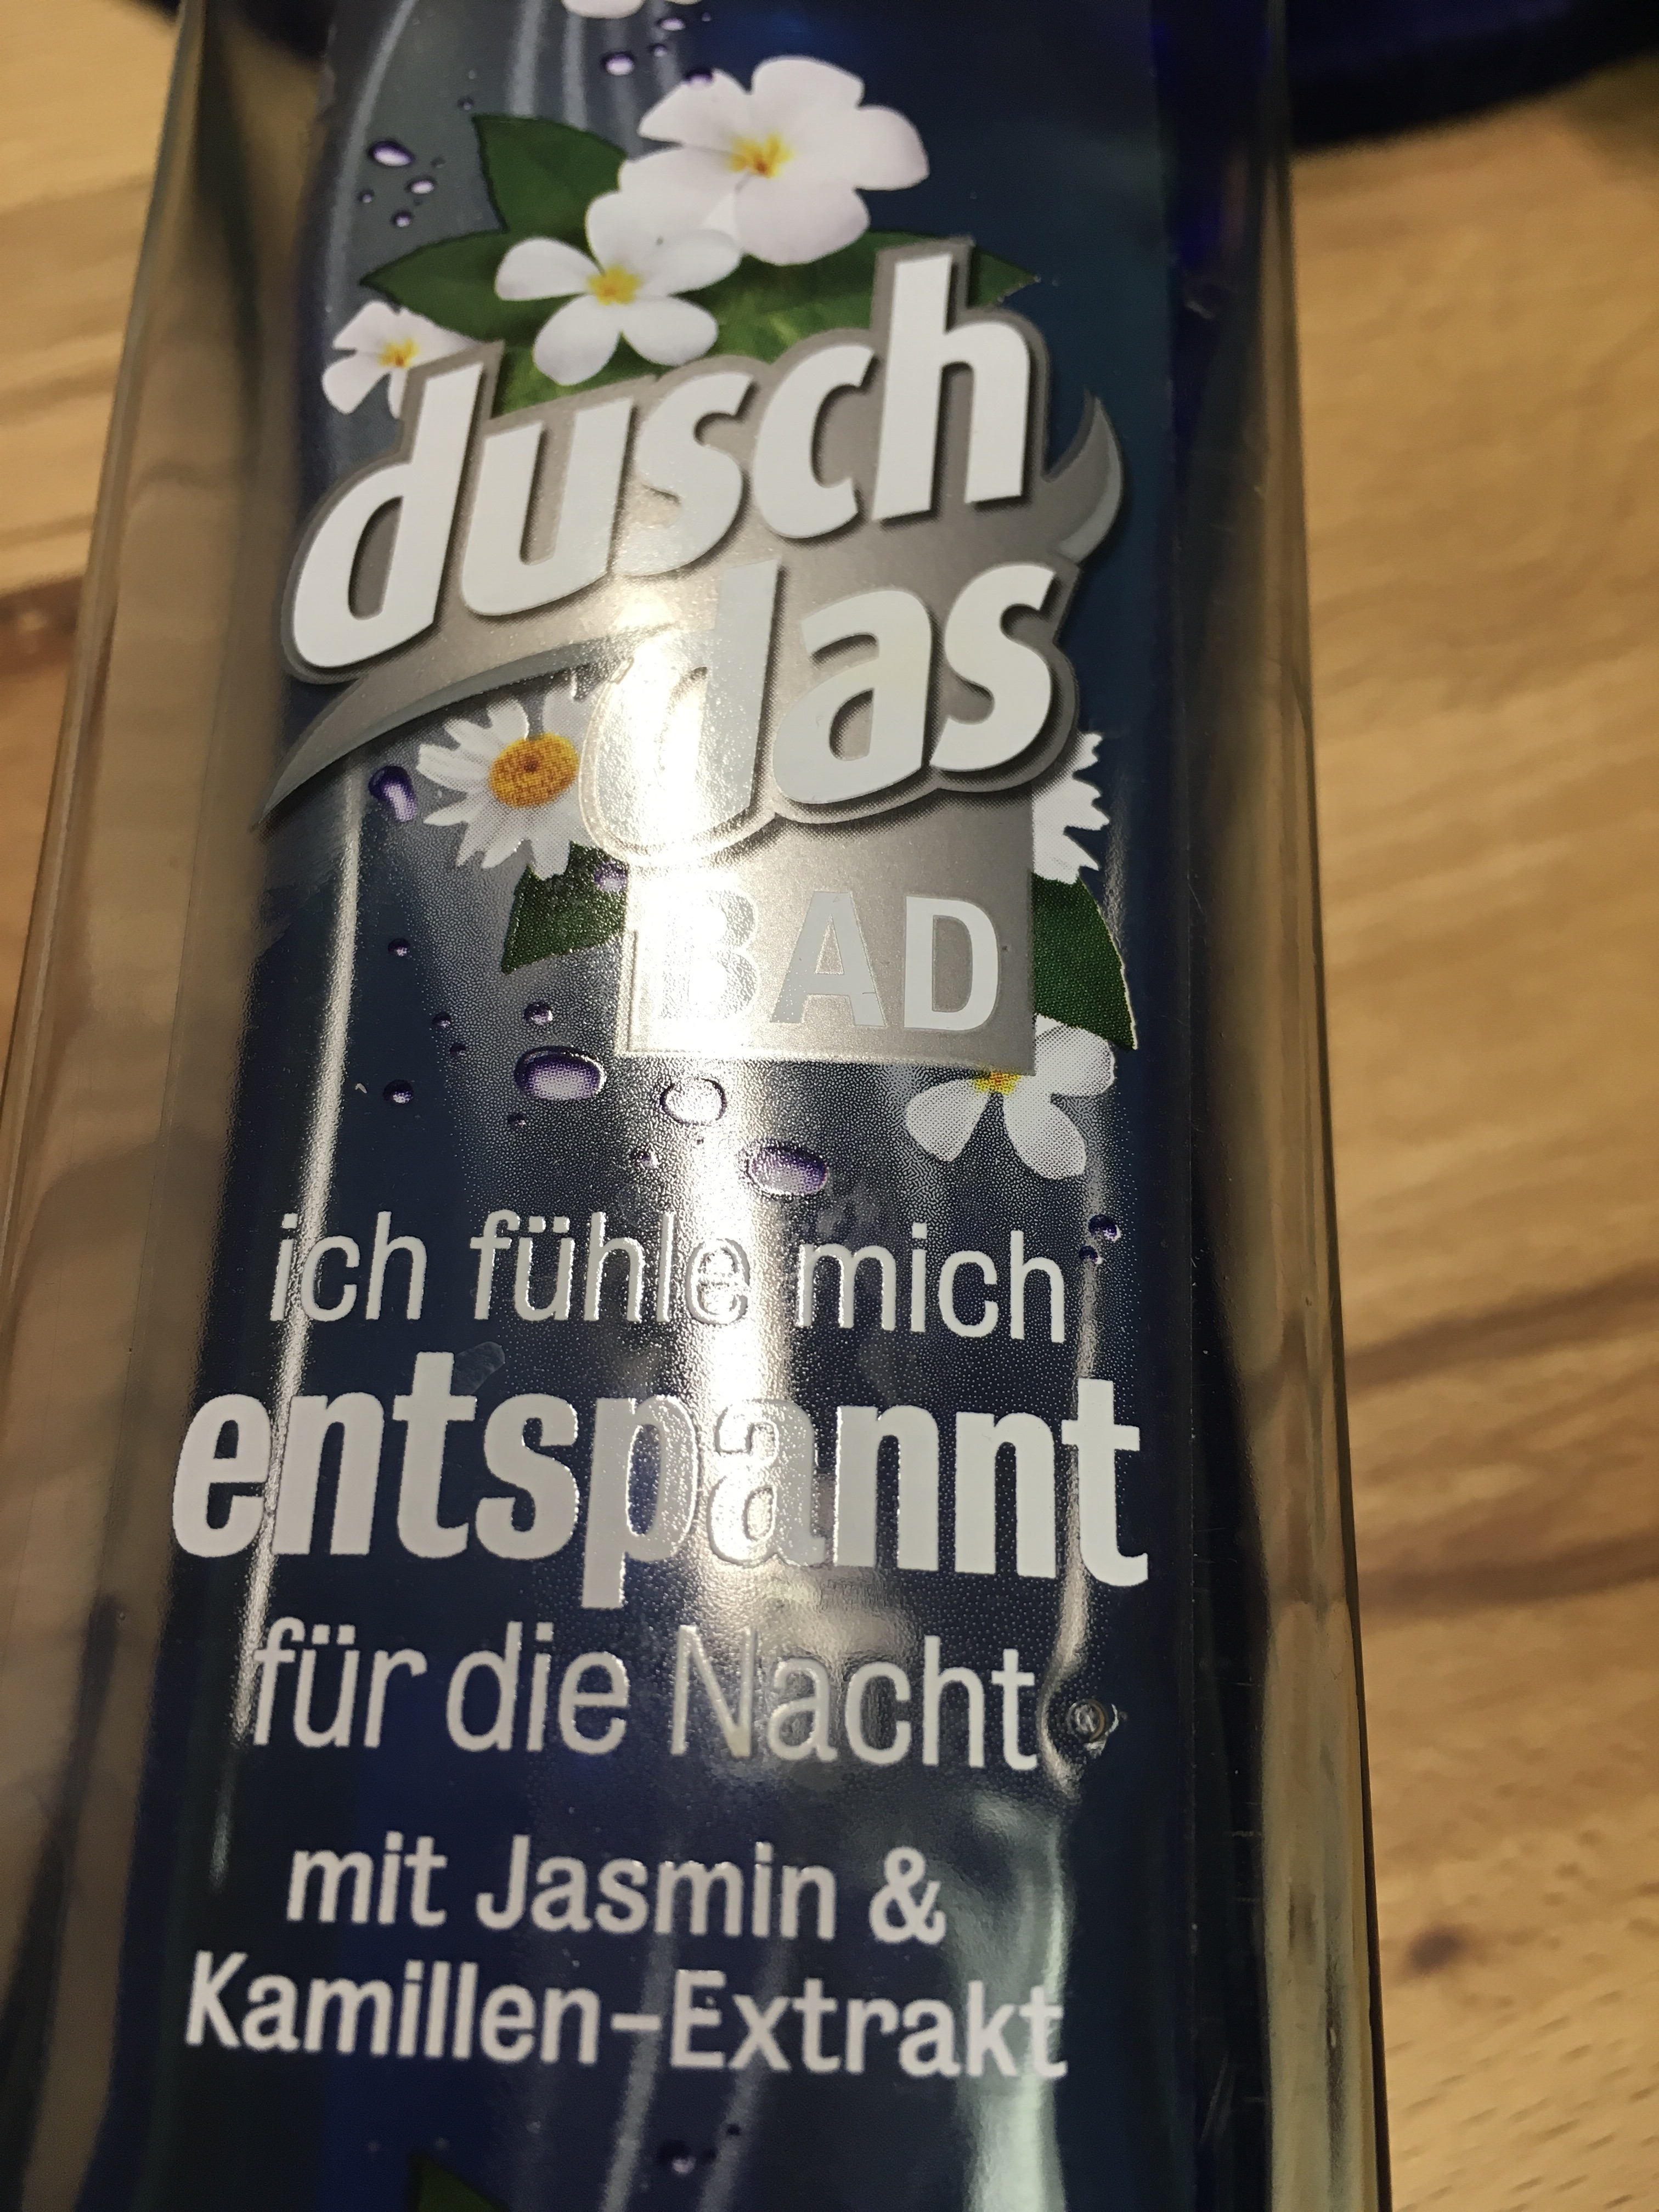 dusch
das
BAD
ich fühle mich
entspannt
für die Nacht
mit Jasmin &
Kamillen-Extrakt